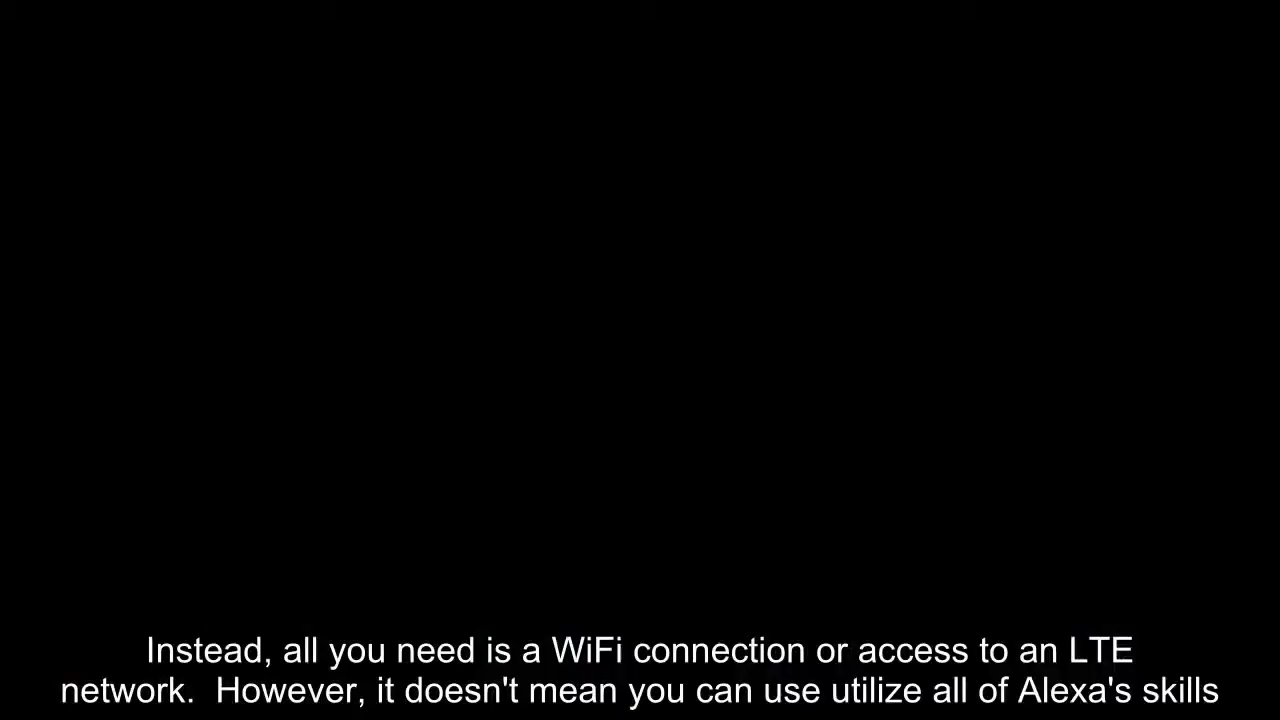 Instead, all you need is a WiFi connection or access to an LTE
network.  However, it doesn't mean you can use utilize all of Alexa's skills